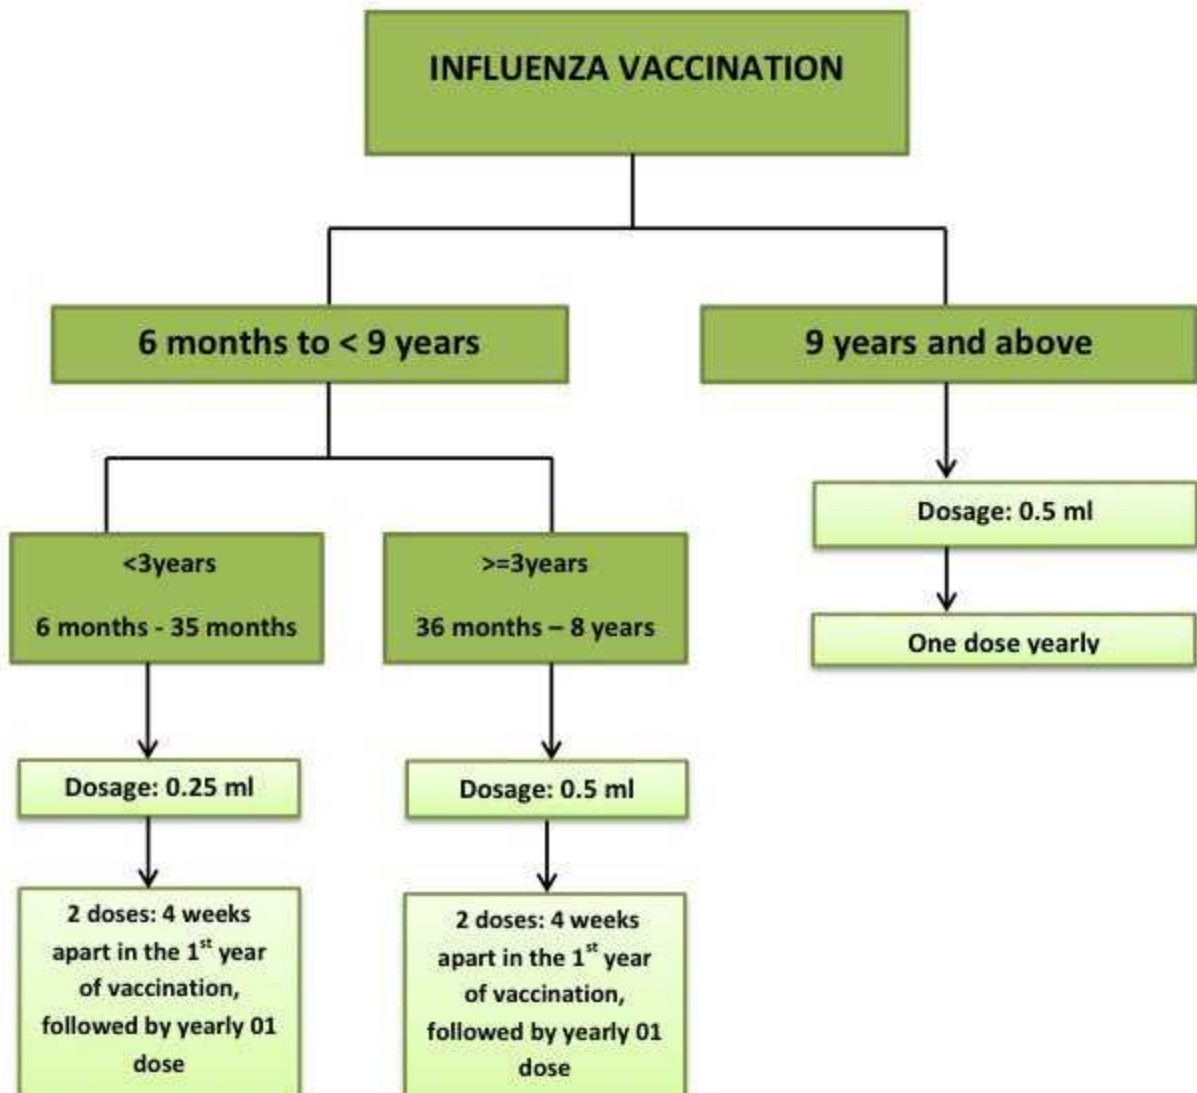 INFLUENZA VACCINATION
6 months to < 9 years
9 years and above
<3years
6 months - 35 months
>=3years
36 months – 8 years
Dosage: 0.5 ml
One dose yearly
Dosage: 0.25 ml
Dosage: 0.5 ml
2 doses: 4 weeks
apart in the 1st year
of vaccination,
followed by yearly 01
dose
2 doses: 4 weeks
apart in the 1st year
of vaccination,
followed by yearly 01
dose